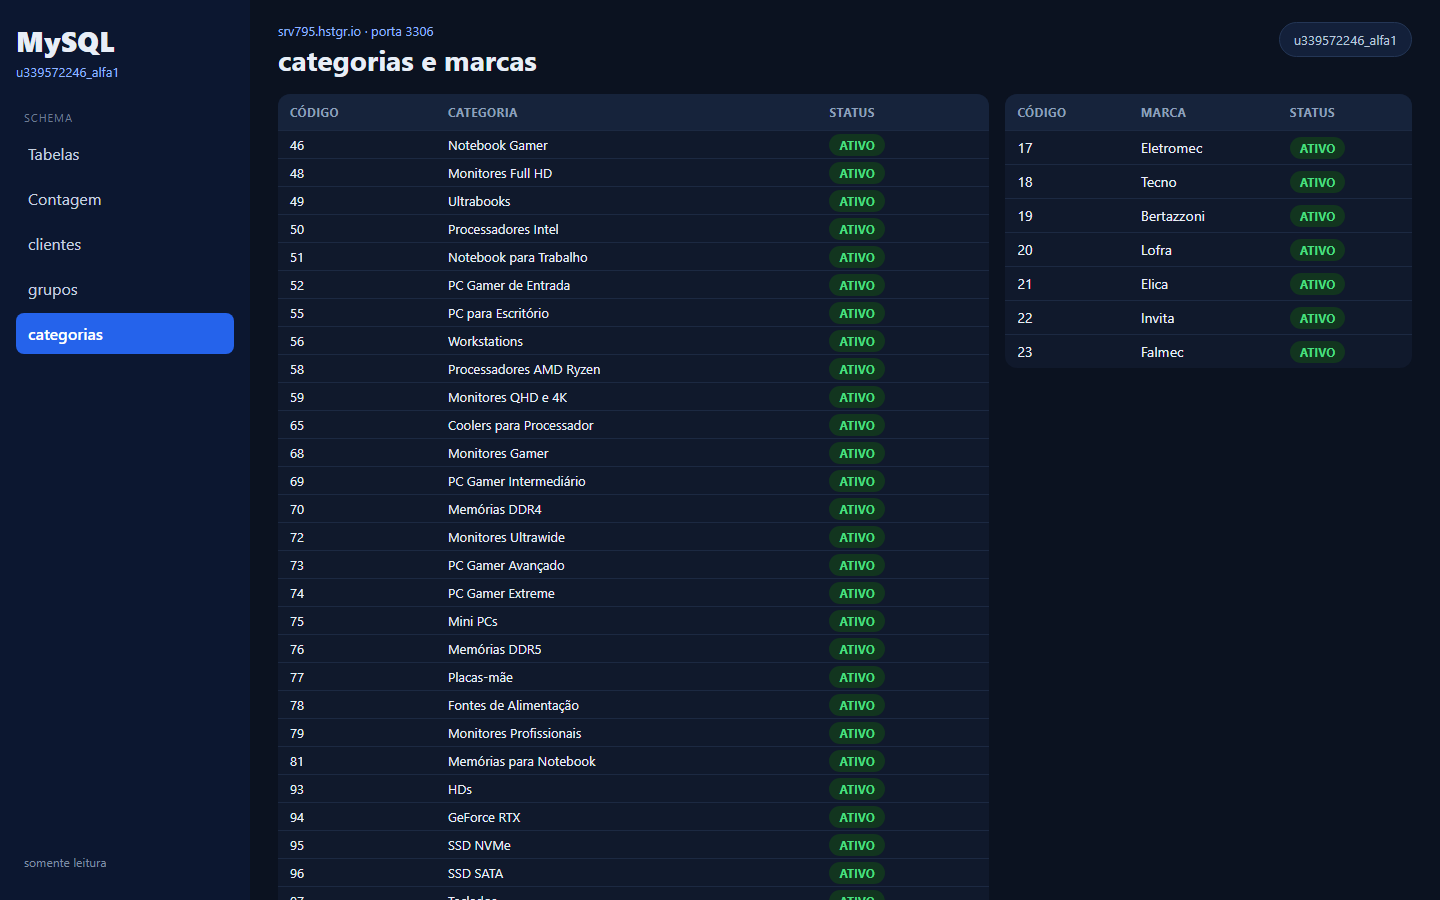 MySQL
u339572246_alfa1
SCHEMA
Tabelas
Contagem
clientes
grupos
categorias
somente leitura
srv795.hstgr.io · porta 3306
categorias e marcas
u339572246_alfa1
CÓDIGO CATEGORIA STATUS
46 Notebook Gamer ATIVO
48 Monitores Full HD ATIVO
49 Ultrabooks ATIVO
50 Processadores Intel ATIVO
51 Notebook para Trabalho ATIVO
52 PC Gamer de Entrada ATIVO
55 PC para Escritório ATIVO
56 Workstations ATIVO
58 Processadores AMD Ryzen ATIVO
59 Monitores QHD e 4K ATIVO
65 Coolers para Processador ATIVO
68 Monitores Gamer ATIVO
69 PC Gamer Intermediário ATIVO
70 Memórias DDR4 ATIVO
72 Monitores Ultrawide ATIVO
73 PC Gamer Avançado ATIVO
74 PC Gamer Extreme ATIVO
75 Mini PCs ATIVO
76 Memórias DDR5 ATIVO
77 Placas-mãe ATIVO
78 Fontes de Alimentação ATIVO
79 Monitores Profissionais ATIVO
81 Memórias para Notebook ATIVO
93 HDs ATIVO
94 GeForce RTX ATIVO
95 SSD NVMe ATIVO
96 SSD SATA ATIVO
97 Teclados ATIVO
CÓDIGO MARCA STATUS
17 Eletromec ATIVO
18 Tecno ATIVO
19 Bertazzoni ATIVO
20 Lofra ATIVO
21 Elica ATIVO
22 Invita ATIVO
23 Falmec ATIVO